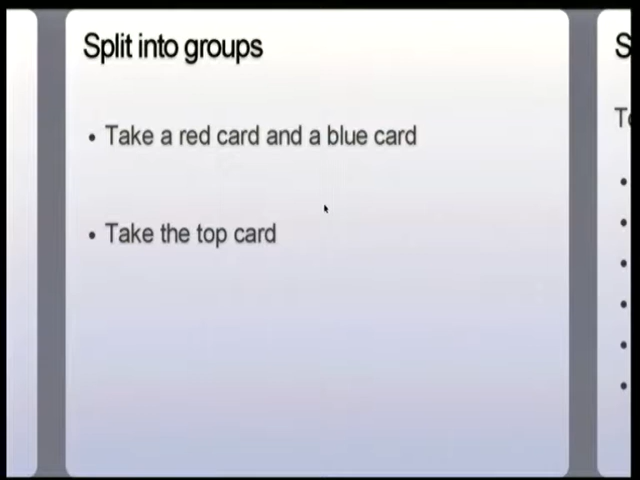 Split into groups
• Take a red card and a blue card
• Take the top card